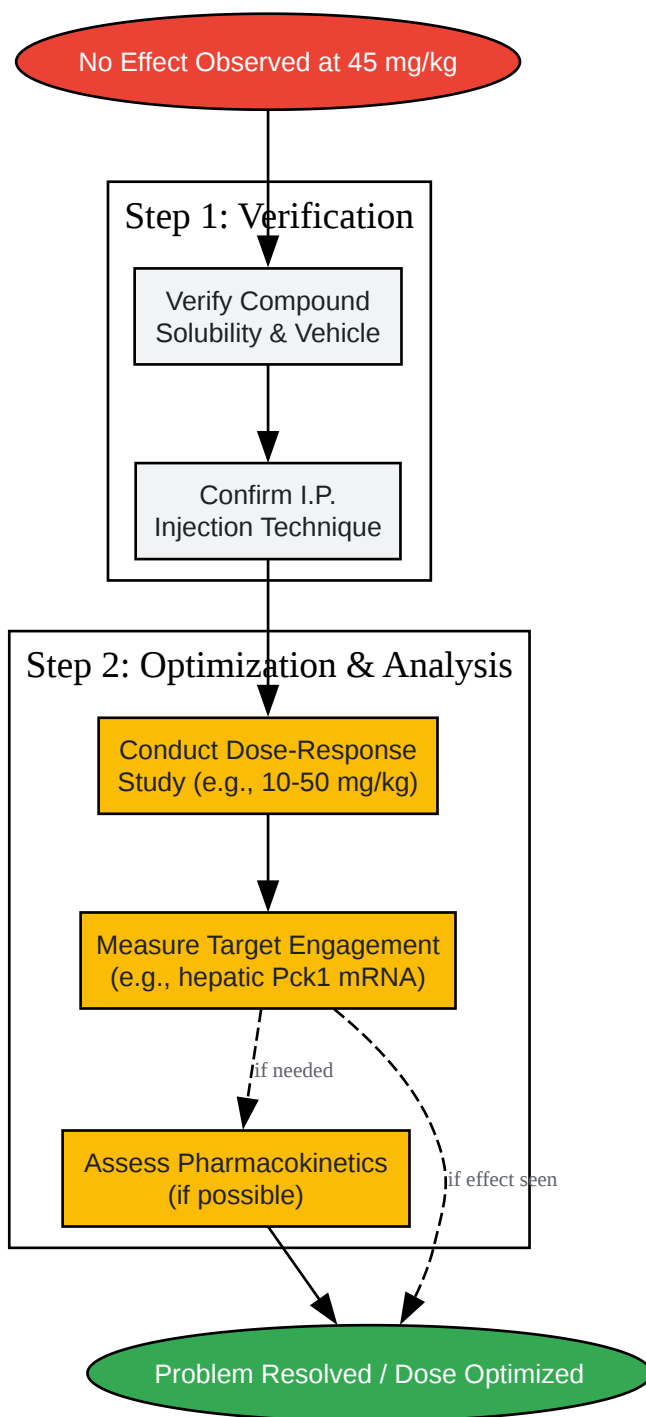 No Effect Observed at 45 mg/kg
Step 1: Verification
Verify Compound
Solubility & Vehicle
Confirm I.P.
Injection Technique
Step 2: Optimization & Analysis
Conduct Dose-Response
Study (e.g., 10-50 mg/kg)
Measure Target Engagement
(e.g., hepatic Pck1 mRNA)
if needed
Assess Pharmacokinetics
(if possible)
if effect seen
Problem Resolved / Dose Optimized